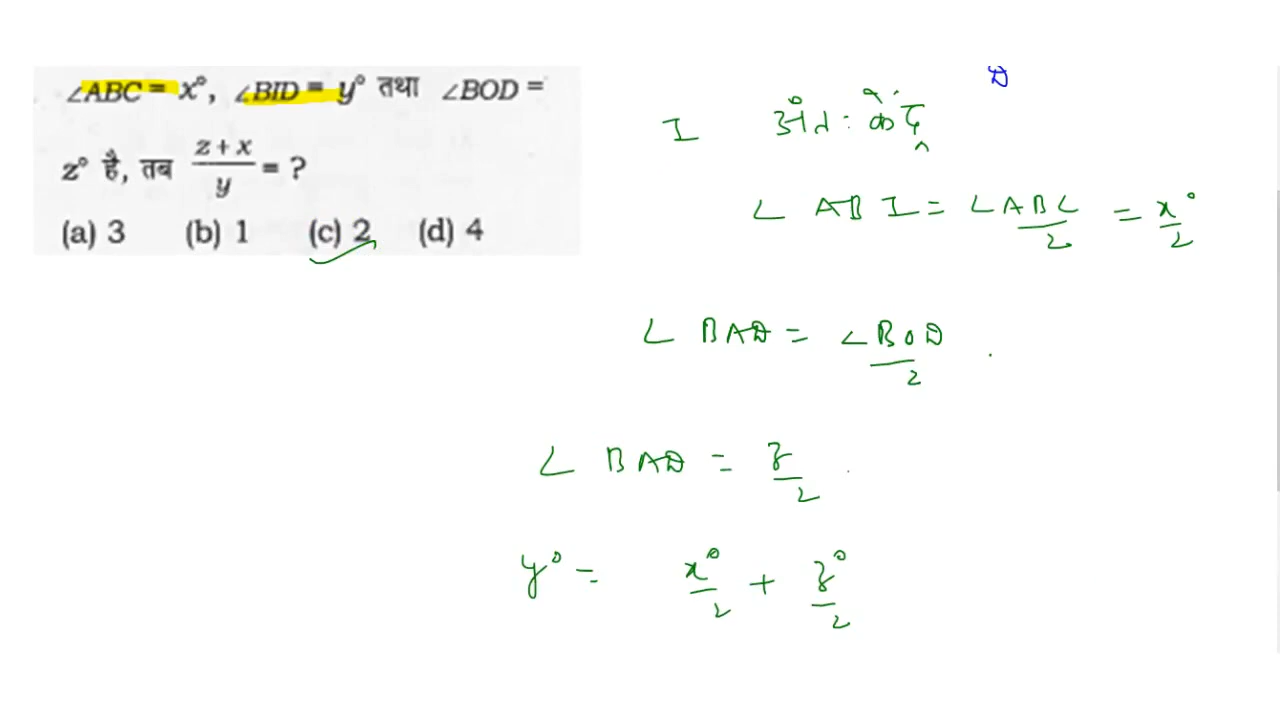 ∠ABC = x°, ∠BID = y° तथा ∠BOD =
z° है, तब (z + x)/y = ?
(a) 3 (b) 1 (c) 2 (d) 4
D
I अंत: केंद्र
∠ABI = ∠ABC/2 = x°/2
∠BAD = ∠BOD/2
∠BAD = z/2
y° = x°/2 + z°/2